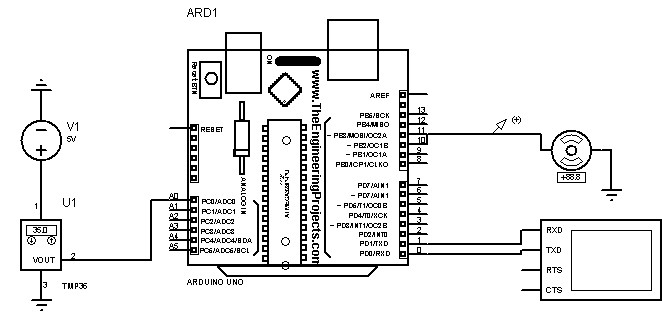 ARD1
ON
Reset BTN
www.TheEngineeringProjects.com
ANALOG IN
RESET
AREF
PB5/SCK
13
PB4/MISO
12
~ PB3/MOSI/OC2A
11
~ PB2/OC1B
10
~ PB1/OC1A
9
PB0/ICP1/CLKO
8
PD7/AIN1
7
~ PD6/AIN0
6
~ PD5/T1/OC0B
5
PD4/T0/XCK
4
~ PD3/INT1/OC2B
3
PD2/INT0
2
PD1/TXD
1
PD0/RXD
0
A0
PC0/ADC0
A1
PC1/ADC1
A2
PC2/ADC2
A3
PC3/ADC3
A4
PC4/ADC4/SDA
A5
PC5/ADC5/SCL
ARDUINO UNO
V1
5V
U1
1
35.0
VOUT
2
3
TMP36
+88.8
RXD
TXD
RTS
CTS